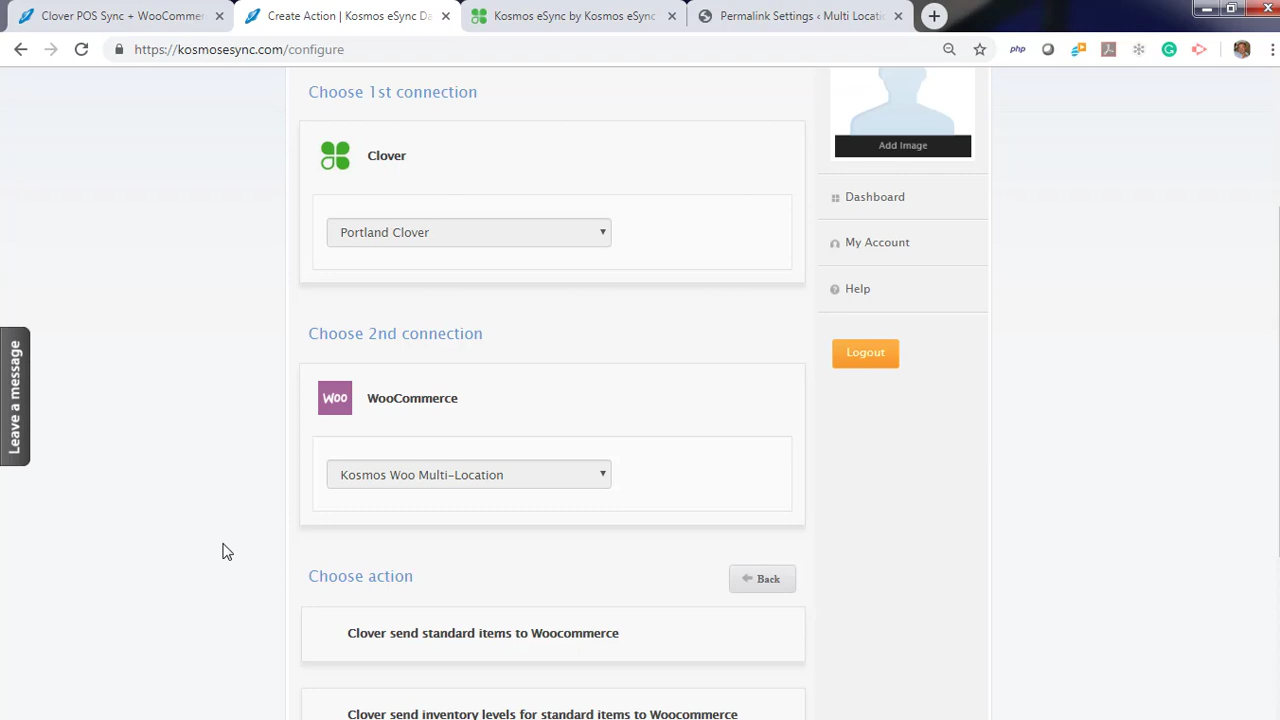 Clover POS Sync + WooCommer
Create Action | Kosmos eSync Da
Kosmos eSync by Kosmos eSync
Permalink Settings ‹ Multi Locati
https://kosmosesync.com/configure
php
Choose 1st connection
Clover
Portland Clover
Choose 2nd connection
Woo
WooCommerce
Kosmos Woo Multi-Location
Choose action
Back
Clover send standard items to Woocommerce
Clover send inventory levels for standard items to Woocommerce
Add Image
Dashboard
My Account
Help
Logout
Leave a message